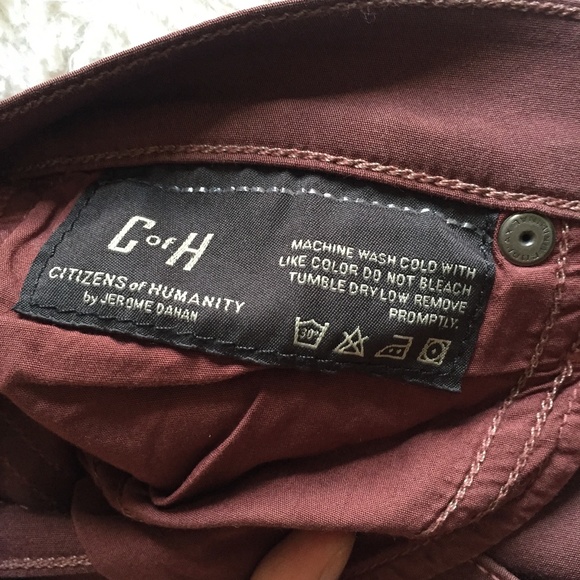 C of H
CITIZENS of HUMANITY
by JEROME DAHAN
MACHINE WASH COLD WITH
LIKE COLOR DO NOT BLEACH
TUMBLE DRY LOW REMOVE
PROMPTLY.
30°